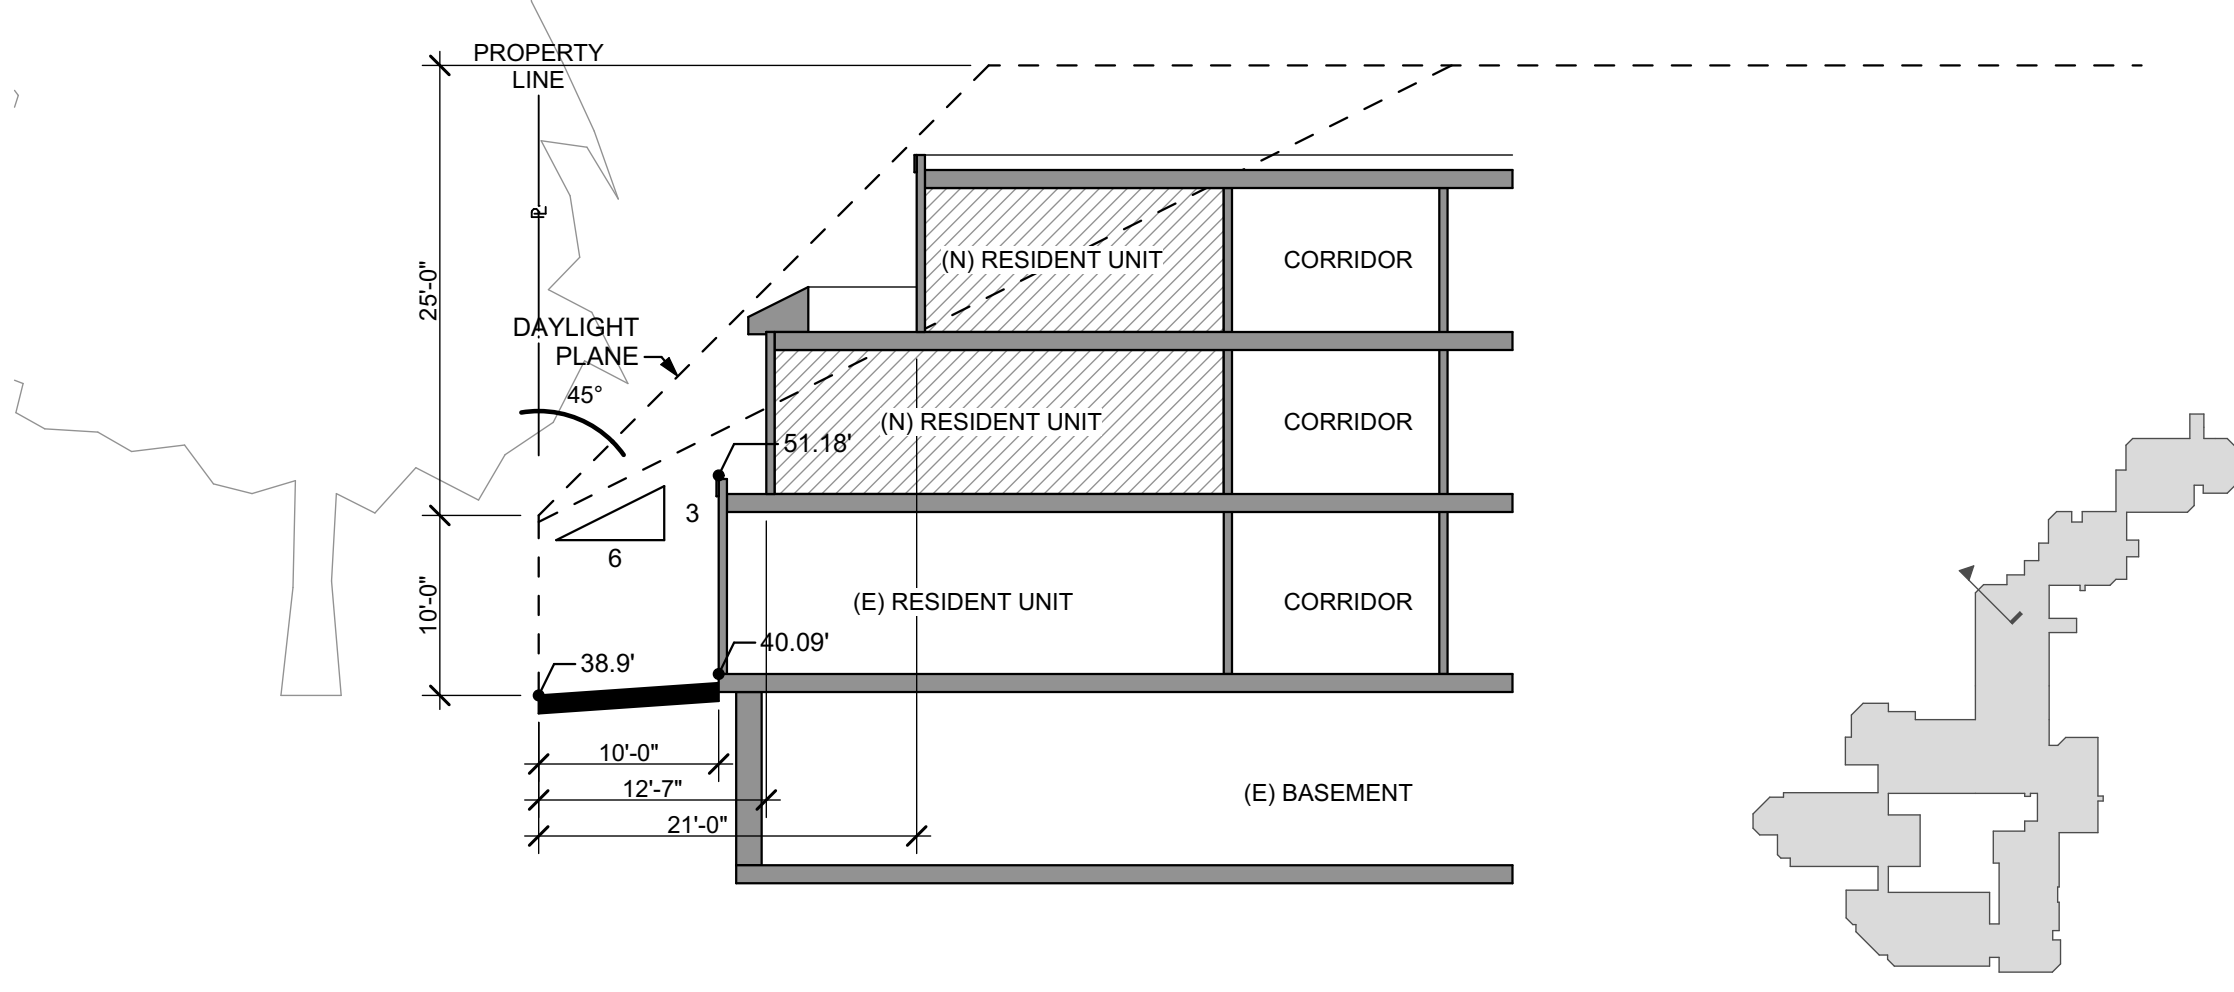 PROPERTY
LINE
PL
25'-0"
(N) RESIDENT UNIT
CORRIDOR
DAYLIGHT
PLANE
45°
(N) RESIDENT UNIT
CORRIDOR
51.18'
3
6
10'-0"
(E) RESIDENT UNIT
CORRIDOR
40.09'
38.9'
10'-0"
12'-7"
(E) BASEMENT
21'-0"